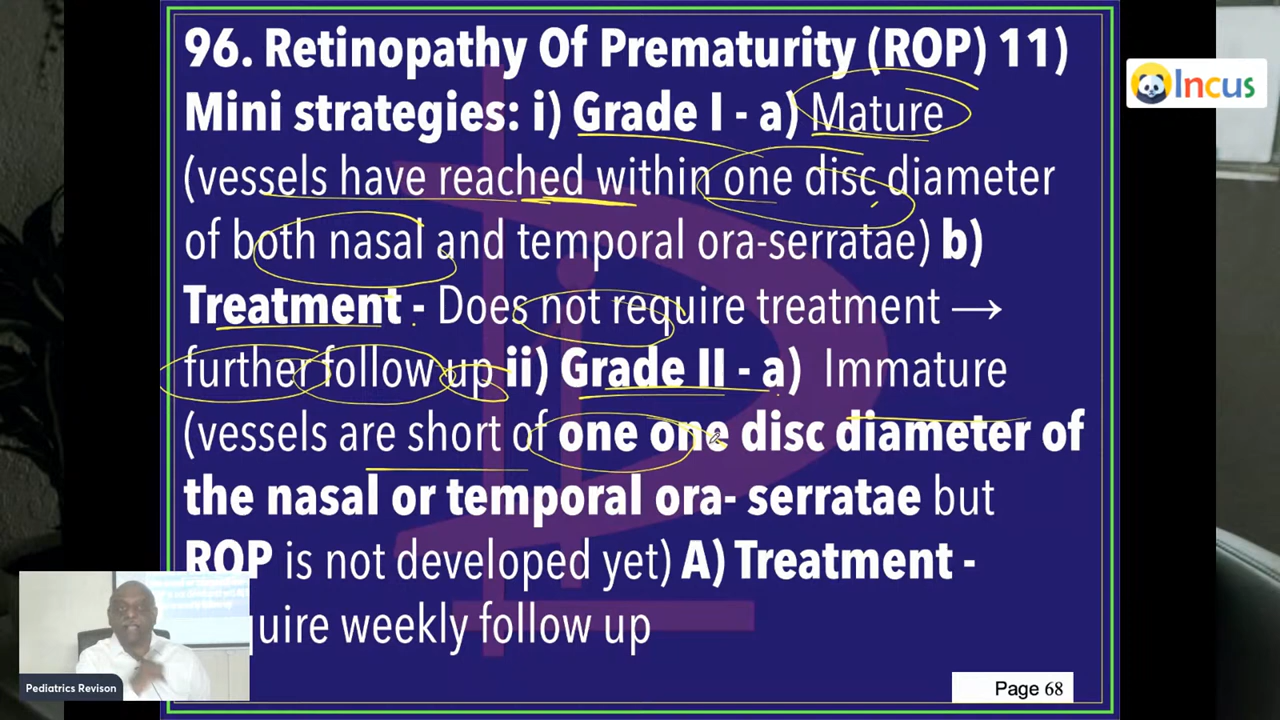 96. Retinopathy Of Prematurity (ROP) 11)
Mini strategies: i) Grade I - a) Mature
(vessels have reached within one disc diameter
of both nasal and temporal ora-serratae) b)
Treatment - Does not require treatment →
further follow up ii) Grade II - a) Immature
(vessels are short of one one disc diameter of
the nasal or temporal ora- serratae but
ROP is not developed yet) A) Treatment -
quire weekly follow up
Incus
Pediatrics Revison
Page 68